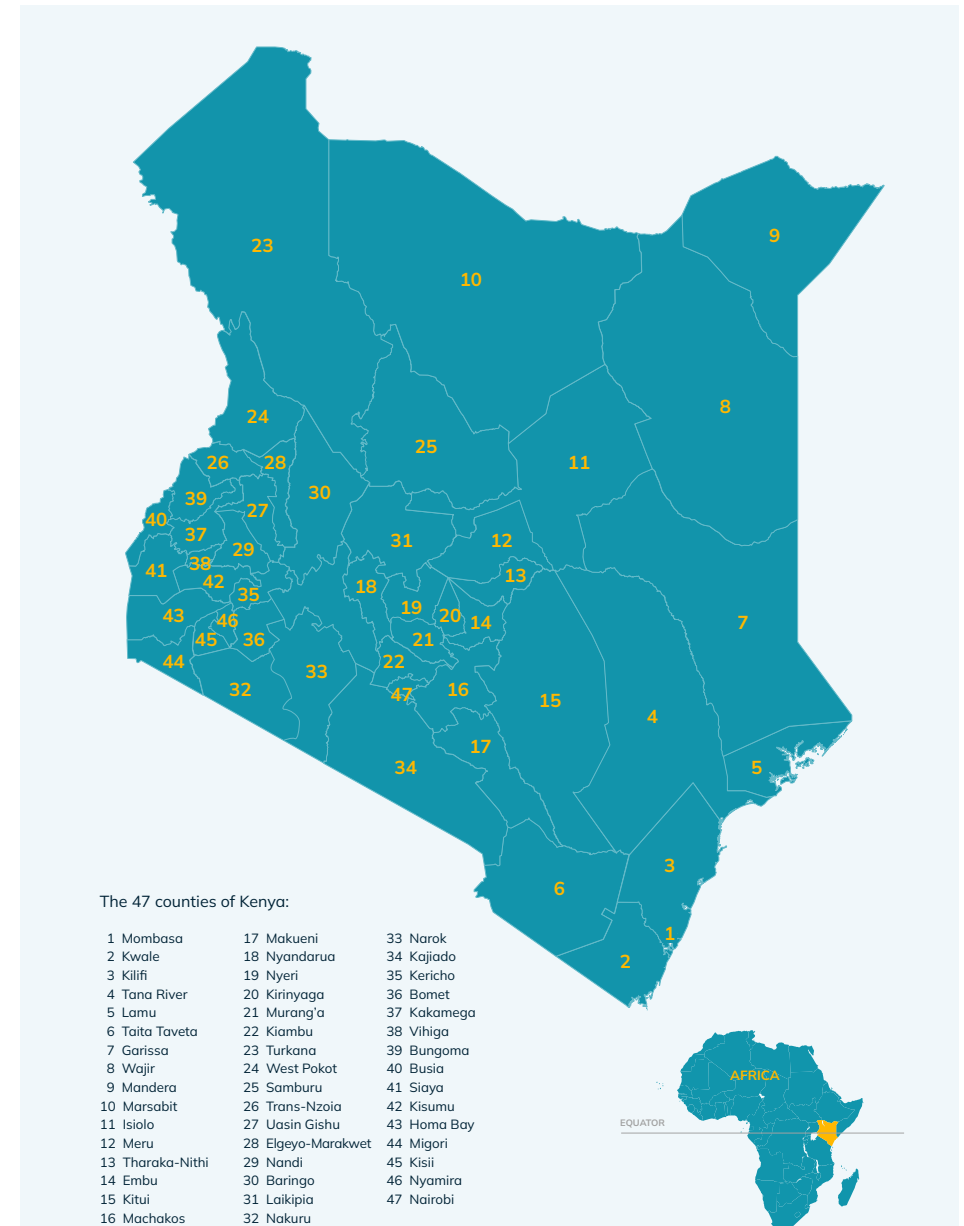 23
10
9
24
8
25
26
28
11
30
39
27
40
37
31
12
29
38
41
13
42
18
35
19
43
20
46
14
7
45
36
21
44
22
33
32
47
16
15
4
17
34
5
3
6
1
2
The 47 counties of Kenya:
1 Mombasa
2 Kwale
3 Kilifi
4 Tana River
5 Lamu
6 Taita Taveta
7 Garissa
8 Wajir
9 Mandera
10 Marsabit
11 Isiolo
12 Meru
13 Tharaka-Nithi
14 Embu
15 Kitui
16 Machakos
17 Makueni
18 Nyandarua
19 Nyeri
20 Kirinyaga
21 Murang'a
22 Kiambu
23 Turkana
24 West Pokot
25 Samburu
26 Trans-Nzoia
27 Uasin Gishu
28 Elgeyo-Marakwet
29 Nandi
30 Baringo
31 Laikipia
32 Nakuru
33 Narok
34 Kajiado
35 Kericho
36 Bomet
37 Kakamega
38 Vihiga
39 Bungoma
40 Busia
41 Siaya
42 Kisumu
43 Homa Bay
44 Migori
45 Kisii
46 Nyamira
47 Nairobi
AFRICA
EQUATOR